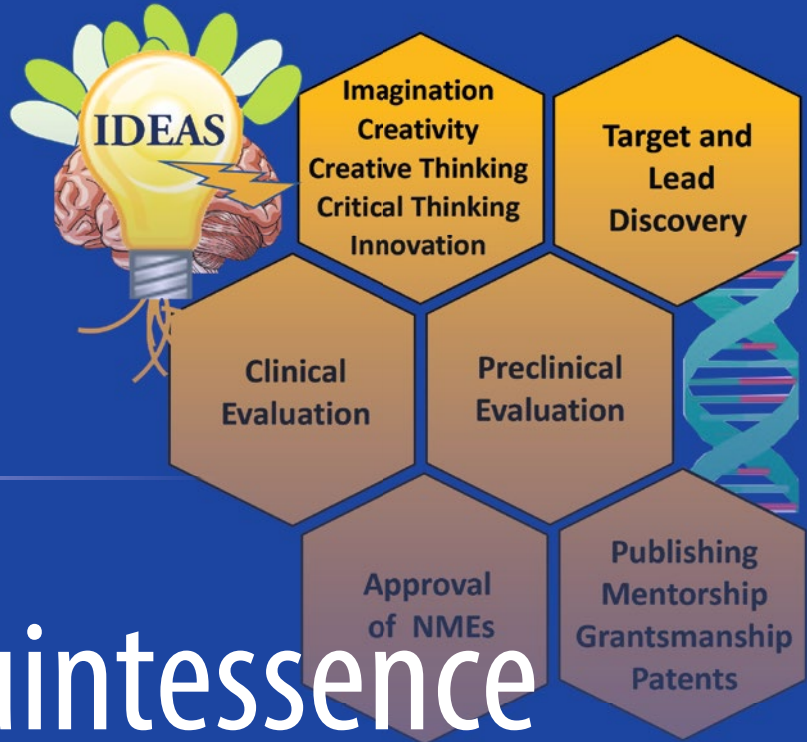 IDEAS
Imagination
Creativity
Creative Thinking
Critical Thinking
Innovation
Target and
Lead
Discovery
Clinical
Evaluation
Preclinical
Evaluation
Approval
of NMEs
Publishing
Mentorship
Grantsmanship
Patents
uintessence